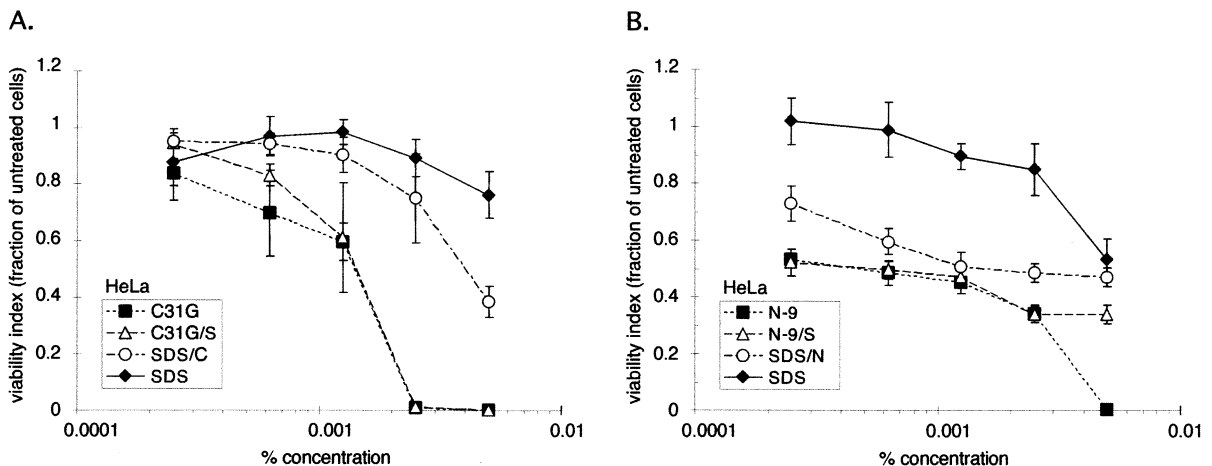 A.
viability index (fraction of untreated cells)
1.2
1
0.8
0.6
0.4
0.2
0
HeLa
C31G
C31G/S
SDS/C
SDS
0.0001
0.001
0.01
% concentration
B.
viability index (fraction of untreated cells)
1.2
1
0.8
0.6
0.4
0.2
0
HeLa
N-9
N-9/S
SDS/N
SDS
0.0001
0.001
0.01
% concentration